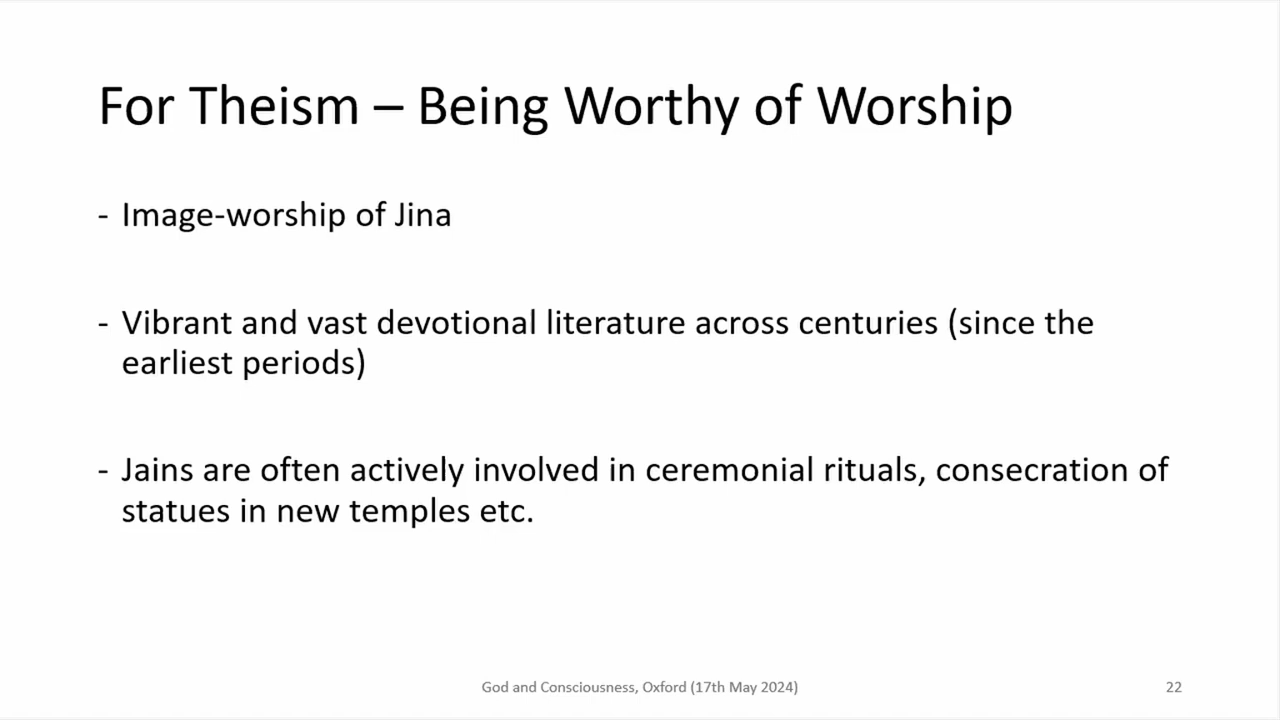 For Theism – Being Worthy of Worship
- Image-worship of Jina
- Vibrant and vast devotional literature across centuries (since the
earliest periods)
- Jains are often actively involved in ceremonial rituals, consecration of
statues in new temples etc.
God and Consciousness, Oxford (17th May 2024)
22